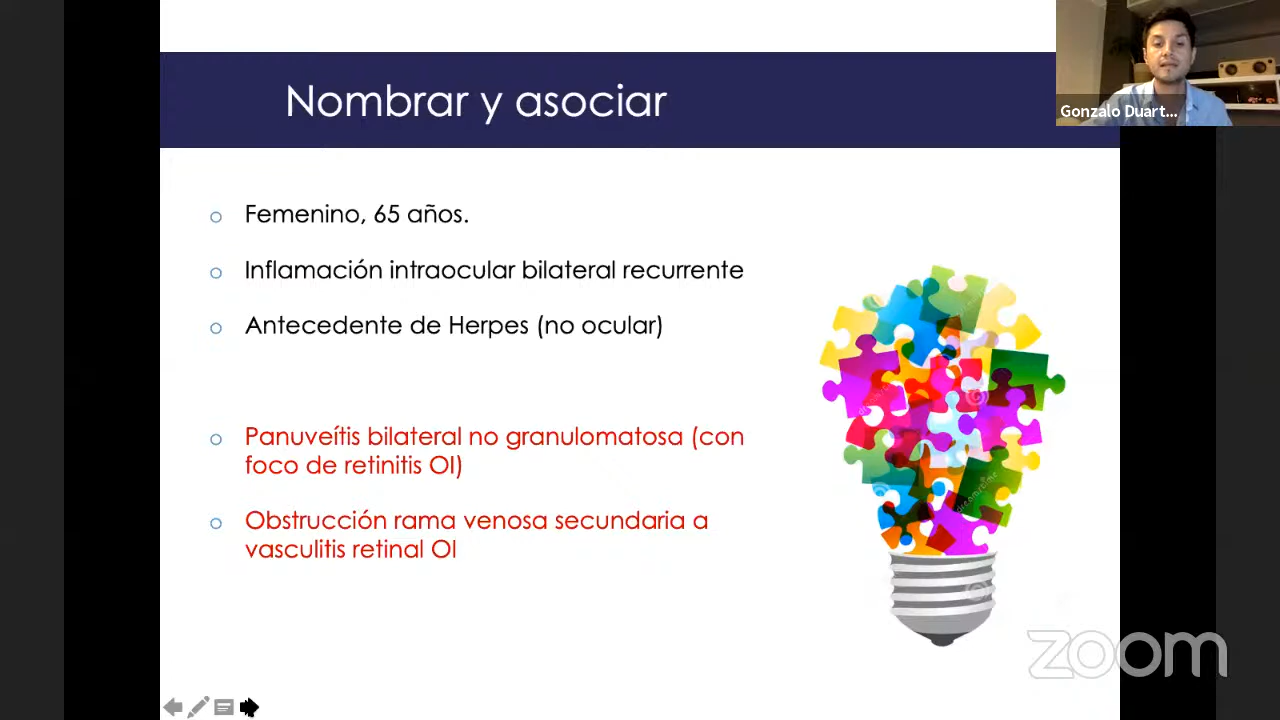 Nombrar y asociar
Gonzalo Duart...
Femenino, 65 años.
Inflamación intraocular bilateral recurrente
Antecedente de Herpes (no ocular)
Panuveítis bilateral no granulomatosa (con
foco de retinitis OI)
Obstrucción rama venosa secundaria a
vasculitis retinal OI
zoom